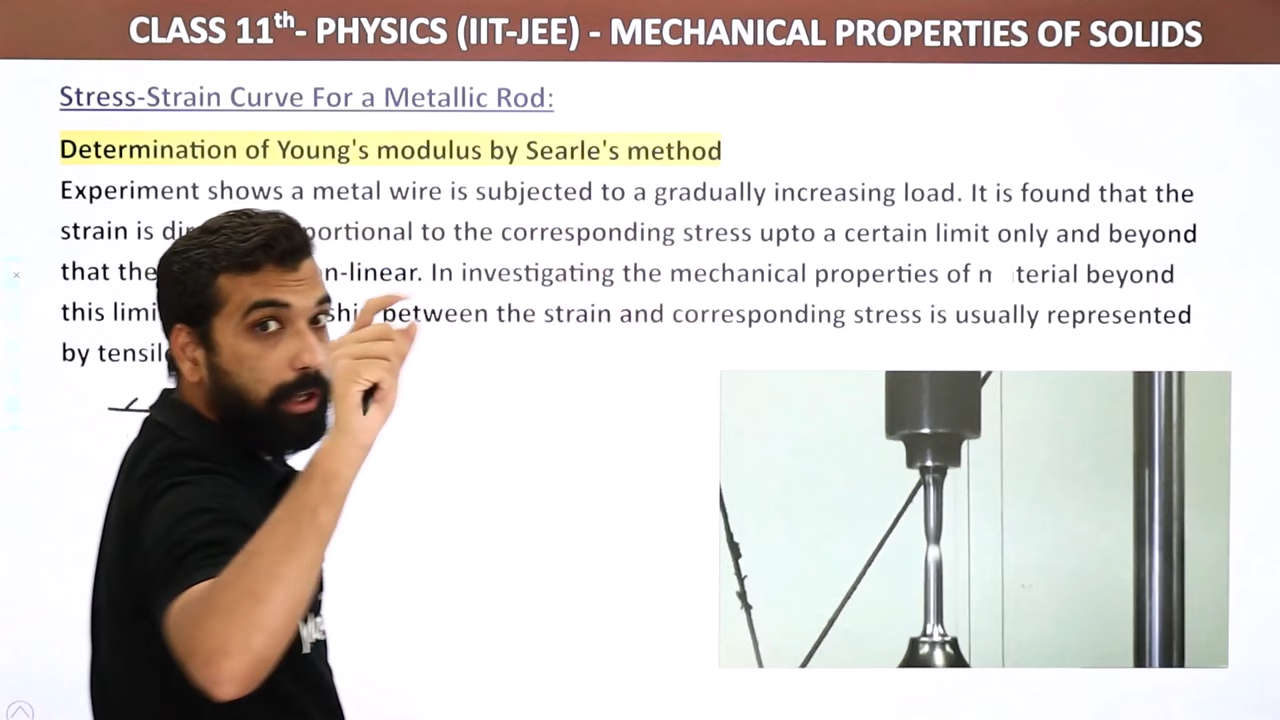 CLASS 11th- PHYSICS (IIT-JEE) - MECHANICAL PROPERTIES OF SOLIDS
Stress-Strain Curve For a Metallic Rod:
Determination of Young's modulus by Searle's method
Experiment shows a metal wire is subjected to a gradually increasing load. It is found that the
strain is portional to the corresponding stress upto a certain limit only and beyond
that the n-linear. In investigating the mechanical properties of terial beyond
this limi between the strain and corresponding stress is usually represented
by tensile